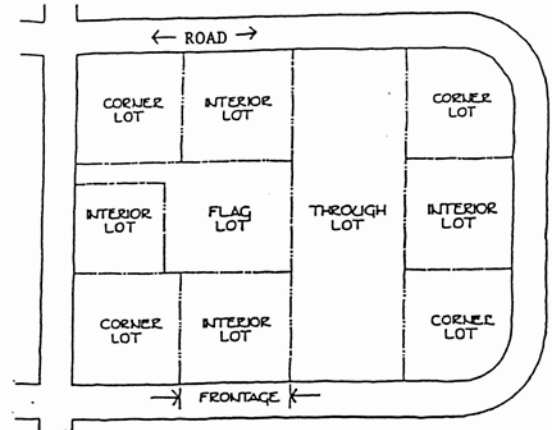 ← ROAD →
CORNER
LOT
INTERIOR
LOT
CORNER
LOT
INTERIOR
LOT
FLAG
LOT
THROUGH
LOT
INTERIOR
LOT
CORNER
LOT
INTERIOR
LOT
CORNER
LOT
FRONTAGE